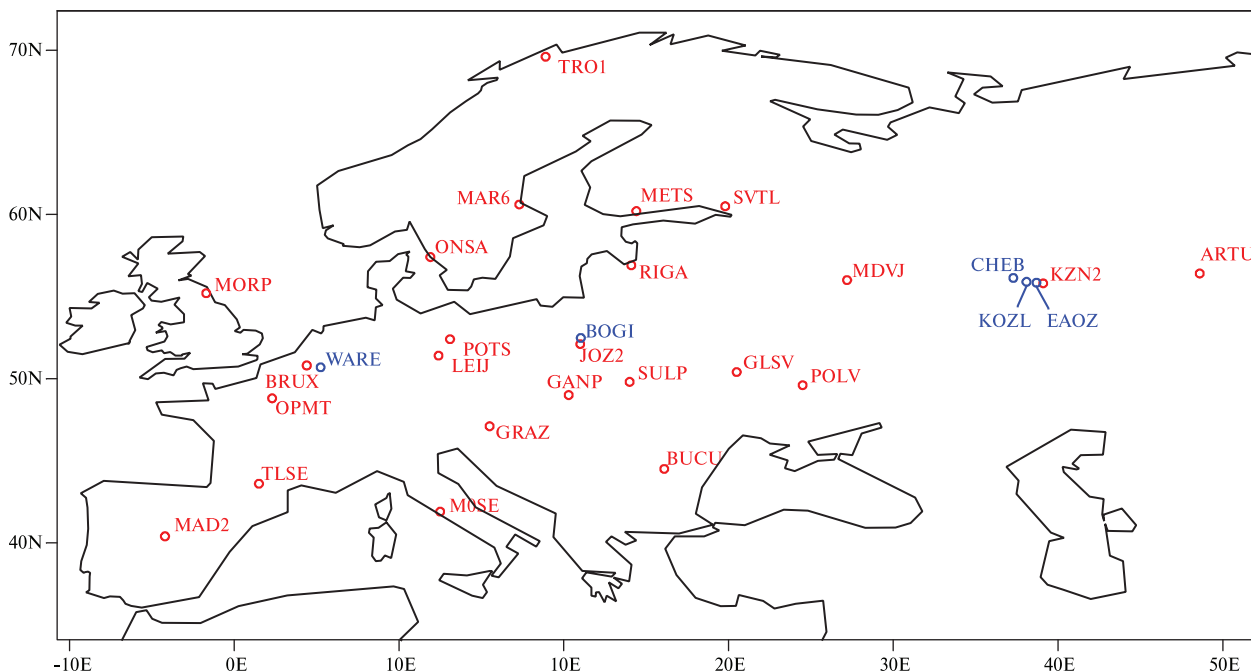 70N
TRO1
MAR6
METS
SVTL
60N
ONSA
MORP
RIGA
MDVJ
CHEB
KZN2
ARTU
KOZL
EAOZ
BOGI
JOZ2
POTS
LEIJ
WARE
BRUX
50N
OPMT
GANP
SULP
GLSV
POLV
GRAZ
BUCU
TLSE
M0SE
MAD2
40N
-10E 0E 10E 10E 20E 30E 40E 50E